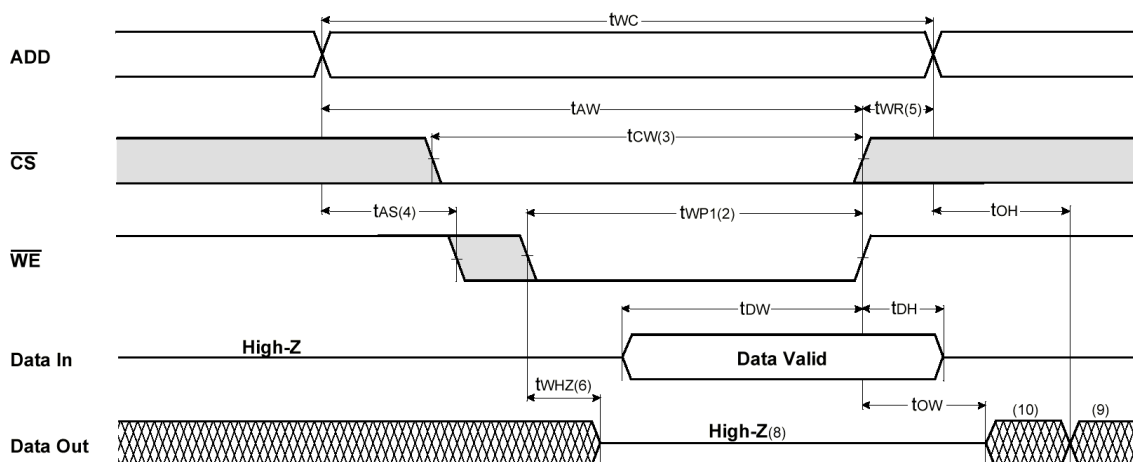 tWC
ADD
tAW
tWR(5)
tCW(3)
CS
tAS(4)
tWP1(2)
tOH
WE
tDW
tDH
High-Z
Data In
Data Valid
tWHZ(6)
tOW
(10)
(9)
High-Z(8)
Data Out